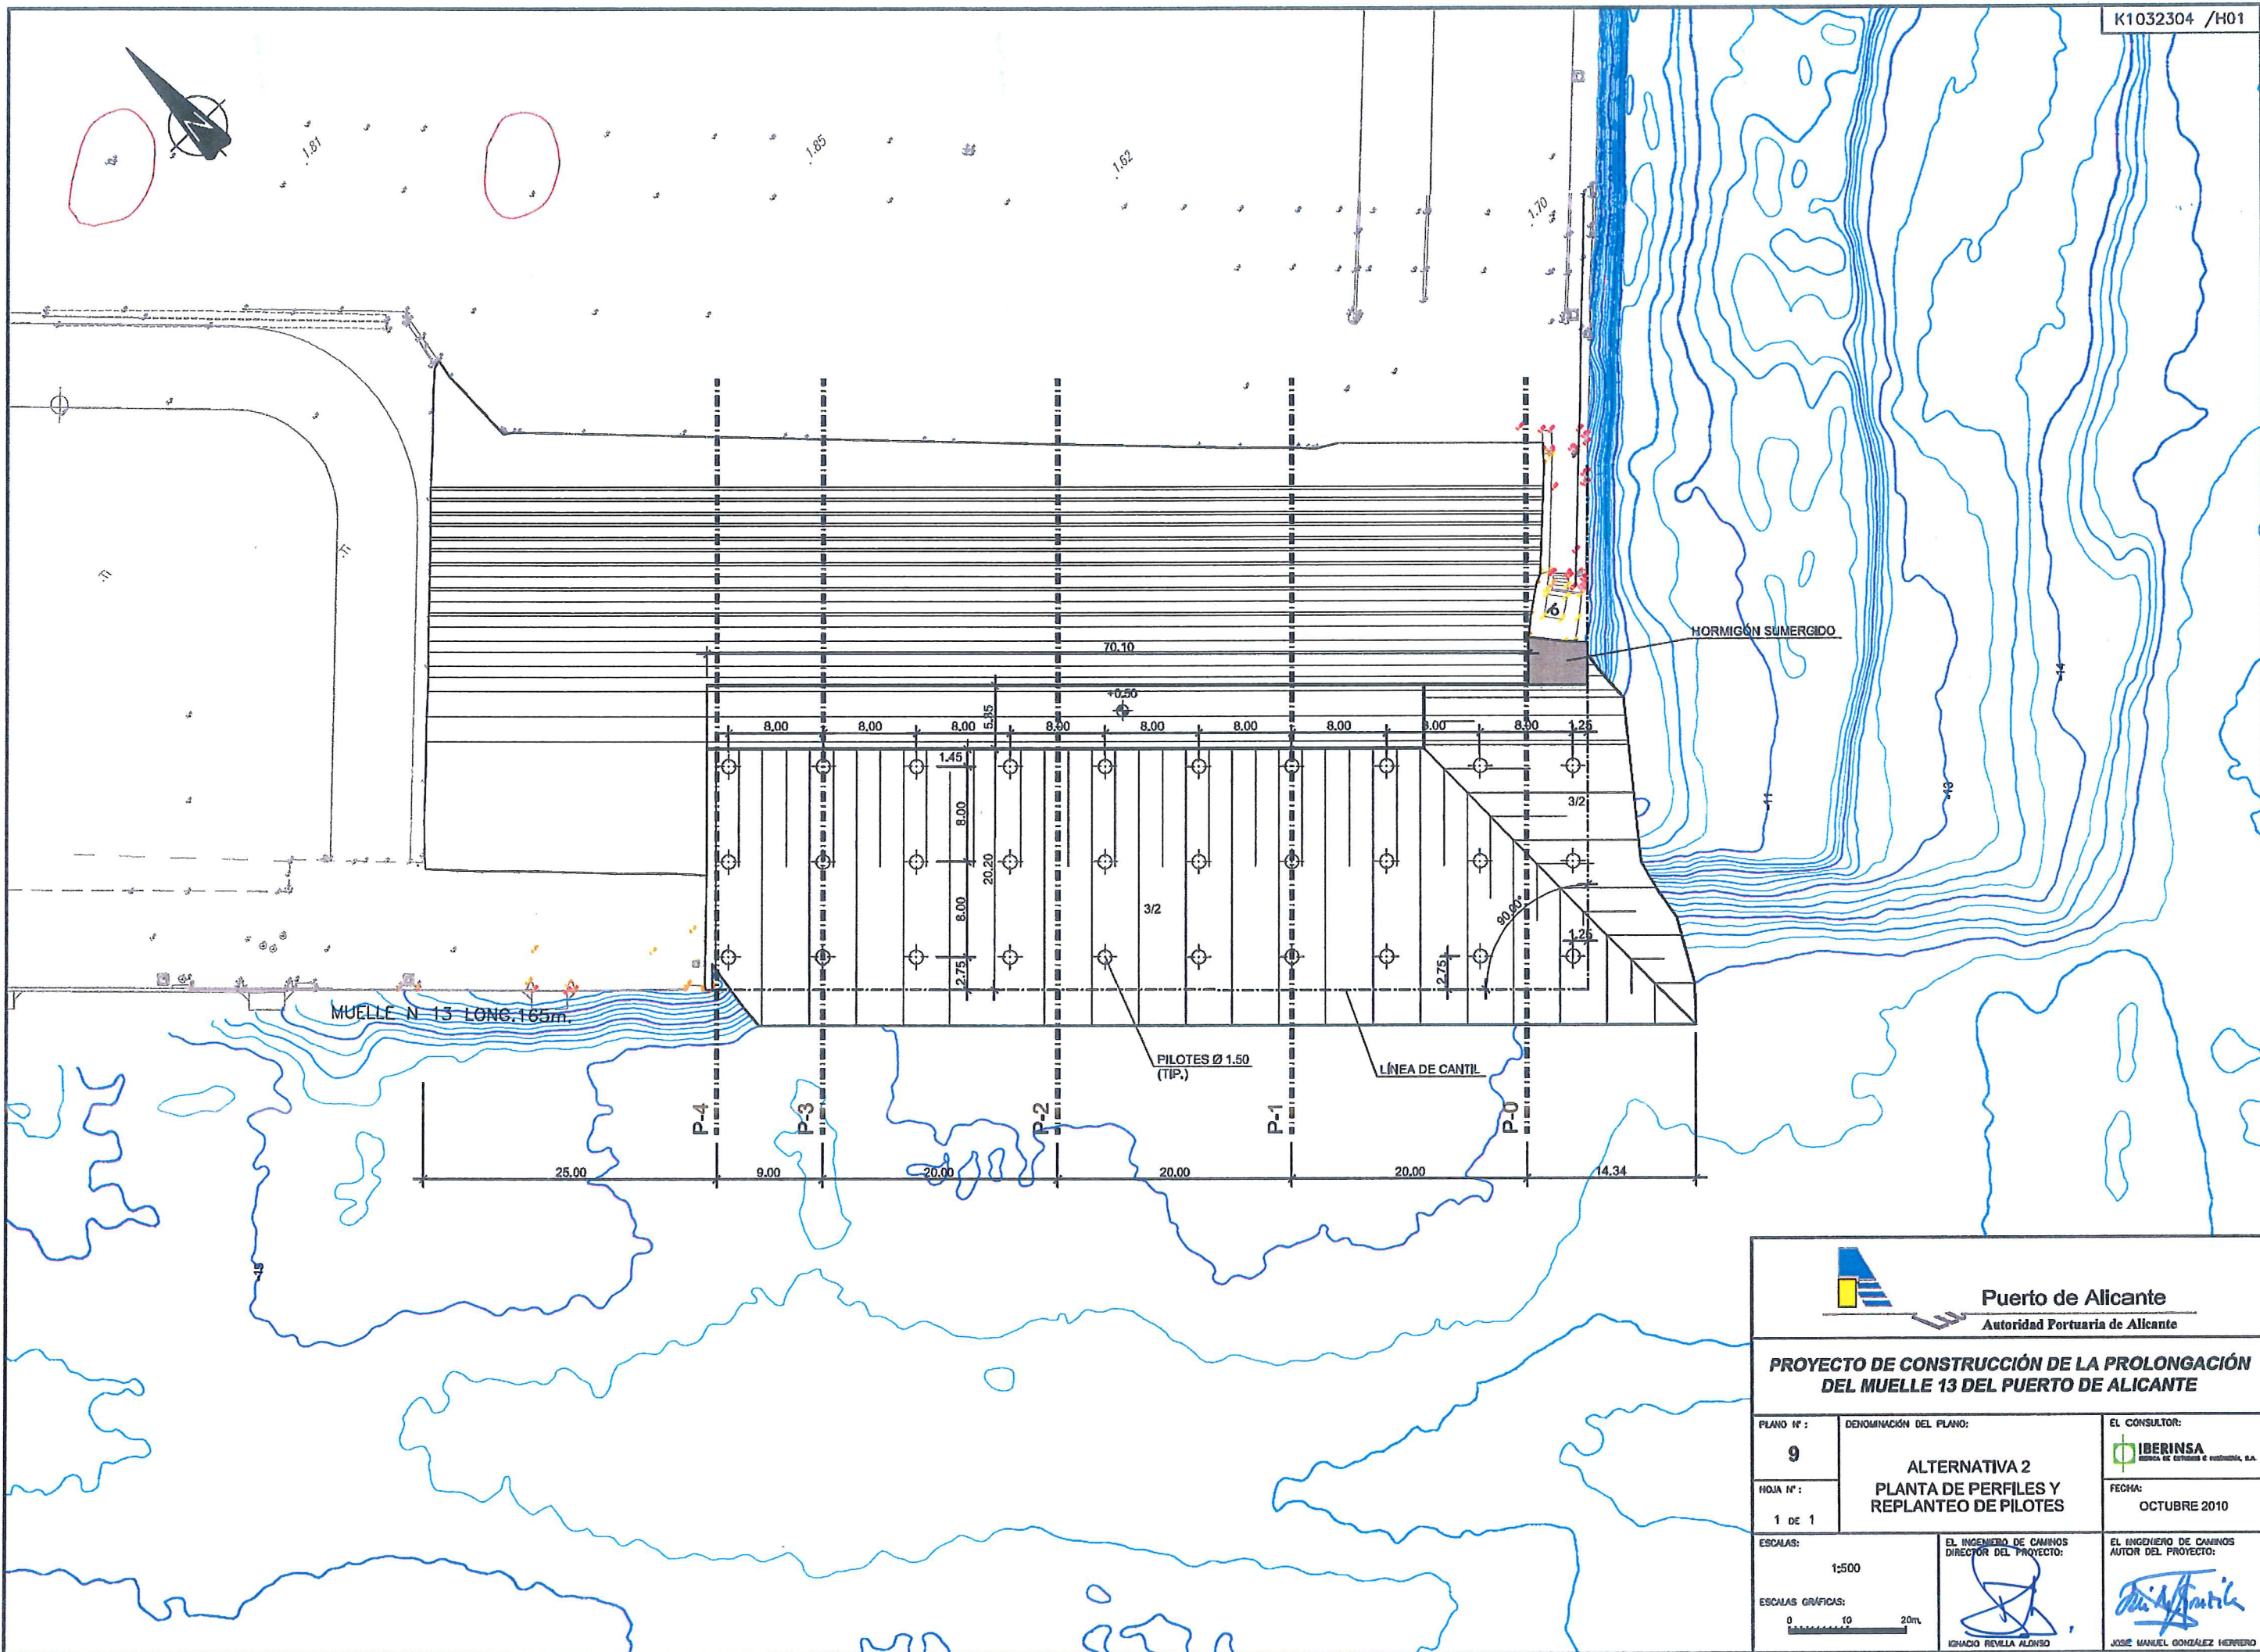 K1032304 /H01
N
1.81
1.85
1.62
1.70
6
HORMIGÓN SUMERGIDO
70.10
+0.50
5.35
8.00
8.00
8.00
8.00
8.00
8.00
8.00
8.00
8.00
1.25
1.45
8.00
20.20
8.00
2.75
3/2
3/2
90.00°
1.25
2.75
-11
-13
-14
-15
MUELLE N 13 LONG.165m.
PILOTES Ø 1.50
(TIP.)
LÍNEA DE CANTIL
P-4
P-3
P-2
P-1
P-0
25.00
9.00
20.00
20.00
20.00
14.34
Puerto de Alicante
Autoridad Portuaria de Alicante
PROYECTO DE CONSTRUCCIÓN DE LA PROLONGACIÓN
DEL MUELLE 13 DEL PUERTO DE ALICANTE
PLANO Nº :
9
HOJA Nº :
1 DE 1
DENOMINACIÓN DEL PLANO:
ALTERNATIVA 2
PLANTA DE PERFILES Y
REPLANTEO DE PILOTES
EL CONSULTOR:
IBERINSA
FECHA:
OCTUBRE 2010
ESCALAS:
1:500
ESCALAS GRÁFICAS:
0 10 20m.
EL INGENIERO DE CAMINOS
DIRECTOR DEL PROYECTO:
IGNACIO REVILLA ALONSO
EL INGENIERO DE CAMINOS
AUTOR DEL PROYECTO:
JOSÉ MANUEL GONZÁLEZ HERRERO